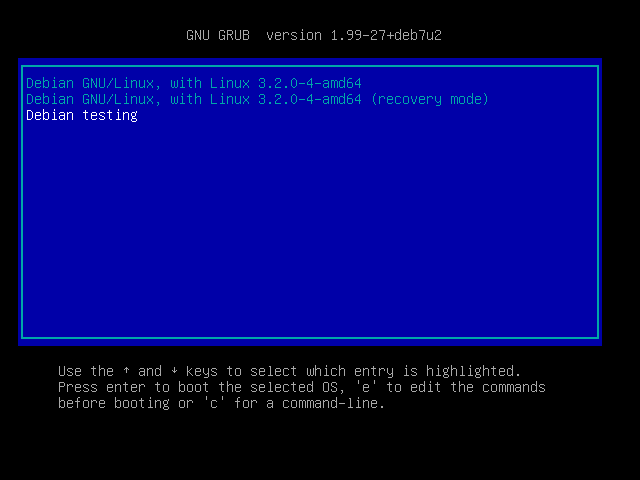 GNU GRUB  version 1.99-27+deb7u2
Debian GNU/Linux, with Linux 3.2.0-4-amd64
Debian GNU/Linux, with Linux 3.2.0-4-amd64 (recovery mode)
Debian testing
Use the ↑ and ↓ keys to select which entry is highlighted.
Press enter to boot the selected OS, 'e' to edit the commands
before booting or 'c' for a command-line.